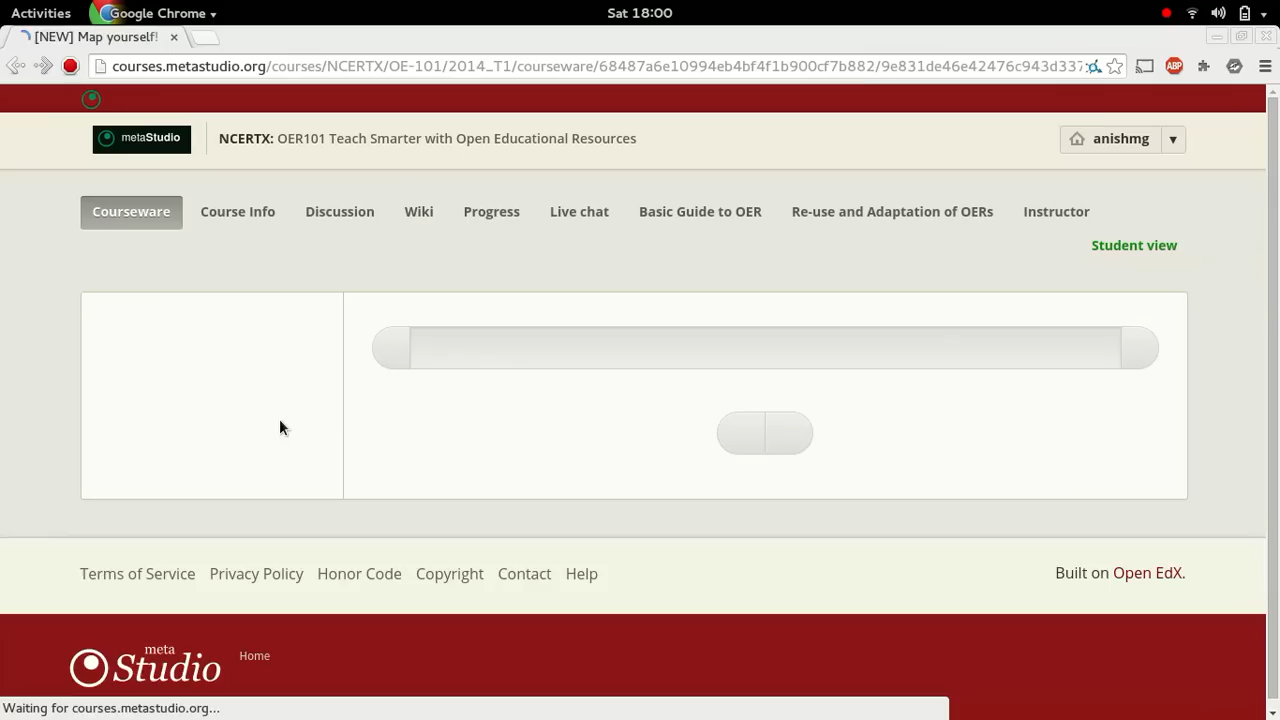 Activities Google Chrome ▾ Sat 18:00
[NEW] Map yourself! ×
courses.metastudio.org/courses/NCERTX/OE-101/2014_T1/courseware/68487a6e10994eb4bf4f1b900cf7b882/9e831de46e42476c943d337 ABP
metaStudio NCERTX: OER101 Teach Smarter with Open Educational Resources anishmg ▾
Courseware Course Info Discussion Wiki Progress Live chat Basic Guide to OER Re-use and Adaptation of OERs Instructor
Student view
Terms of Service Privacy Policy Honor Code Copyright Contact Help Built on Open EdX.
meta
Studio Home
Waiting for courses.metastudio.org...